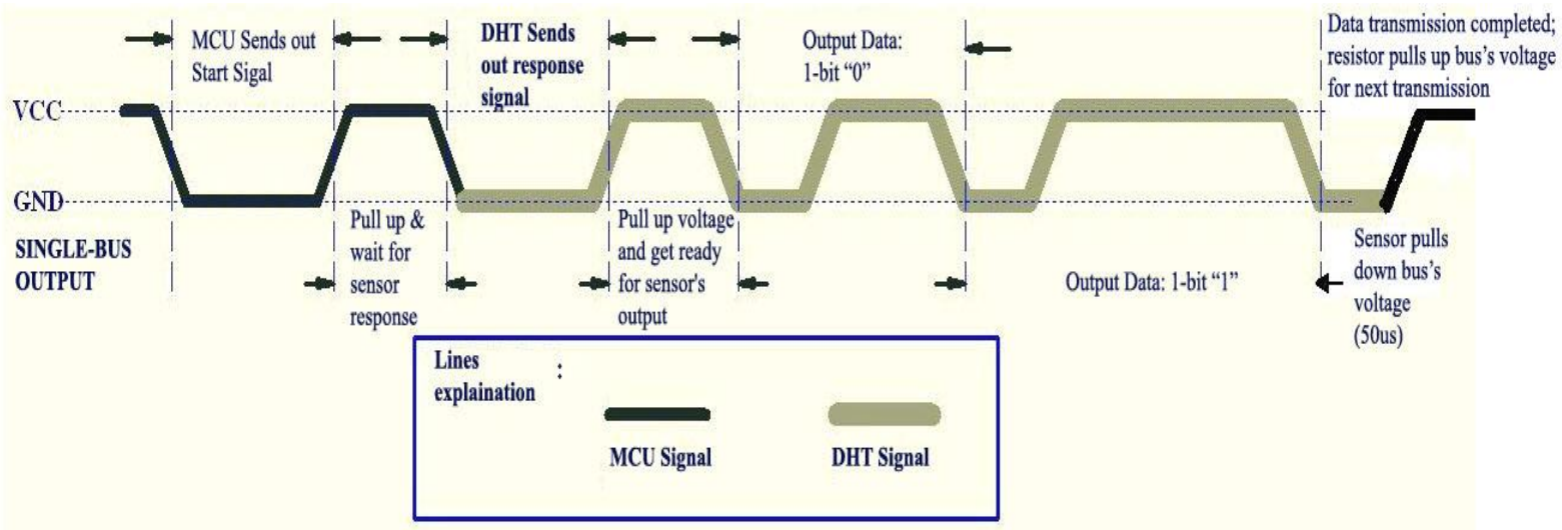 MCU Sends out
Start Sigal
DHT Sends
out response
signal
Output Data:
1-bit “0”
Data transmission completed;
resistor pulls up bus’s voltage
for next transmission
VCC
GND
SINGLE-BUS
OUTPUT
Pull up &
wait for
sensor
response
Pull up voltage
and get ready
for sensor's
output
Output Data: 1-bit “1”
Sensor pulls
down bus’s
voltage
(50us)
Lines :
explaination
MCU Signal
DHT Signal